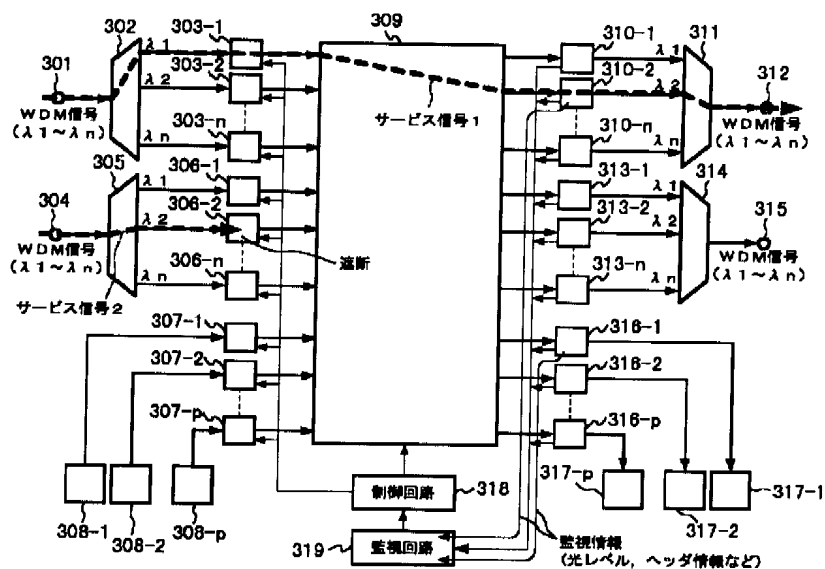 302
λ1
303-1
309
310-1
λ1
311
301
λ2
303-2
310-2
λ2
312
WDM信号
(λ1～λn)
サービス信号1
WDM信号
(λ1～λn)
λn
303-n
310-n
λn
305
λ1
306-1
313-1
λ1
314
304
λ2
306-2
313-2
λ2
315
WDM信号
(λ1～λn)
遮断
WDM信号
(λ1～λn)
λn
306-n
313-n
λn
サービス信号2
307-1
316-1
307-2
316-2
307-p
316-p
308-1
308-2
308-p
制御回路
318
317-p
317-2
317-1
319
監視回路
監視情報
(光レベル，ヘッダ情報など)